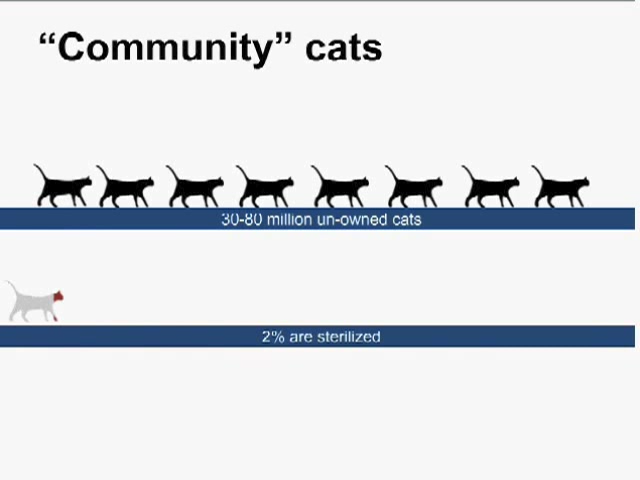 “Community” cats
30-80 million un-owned cats
2% are sterilized